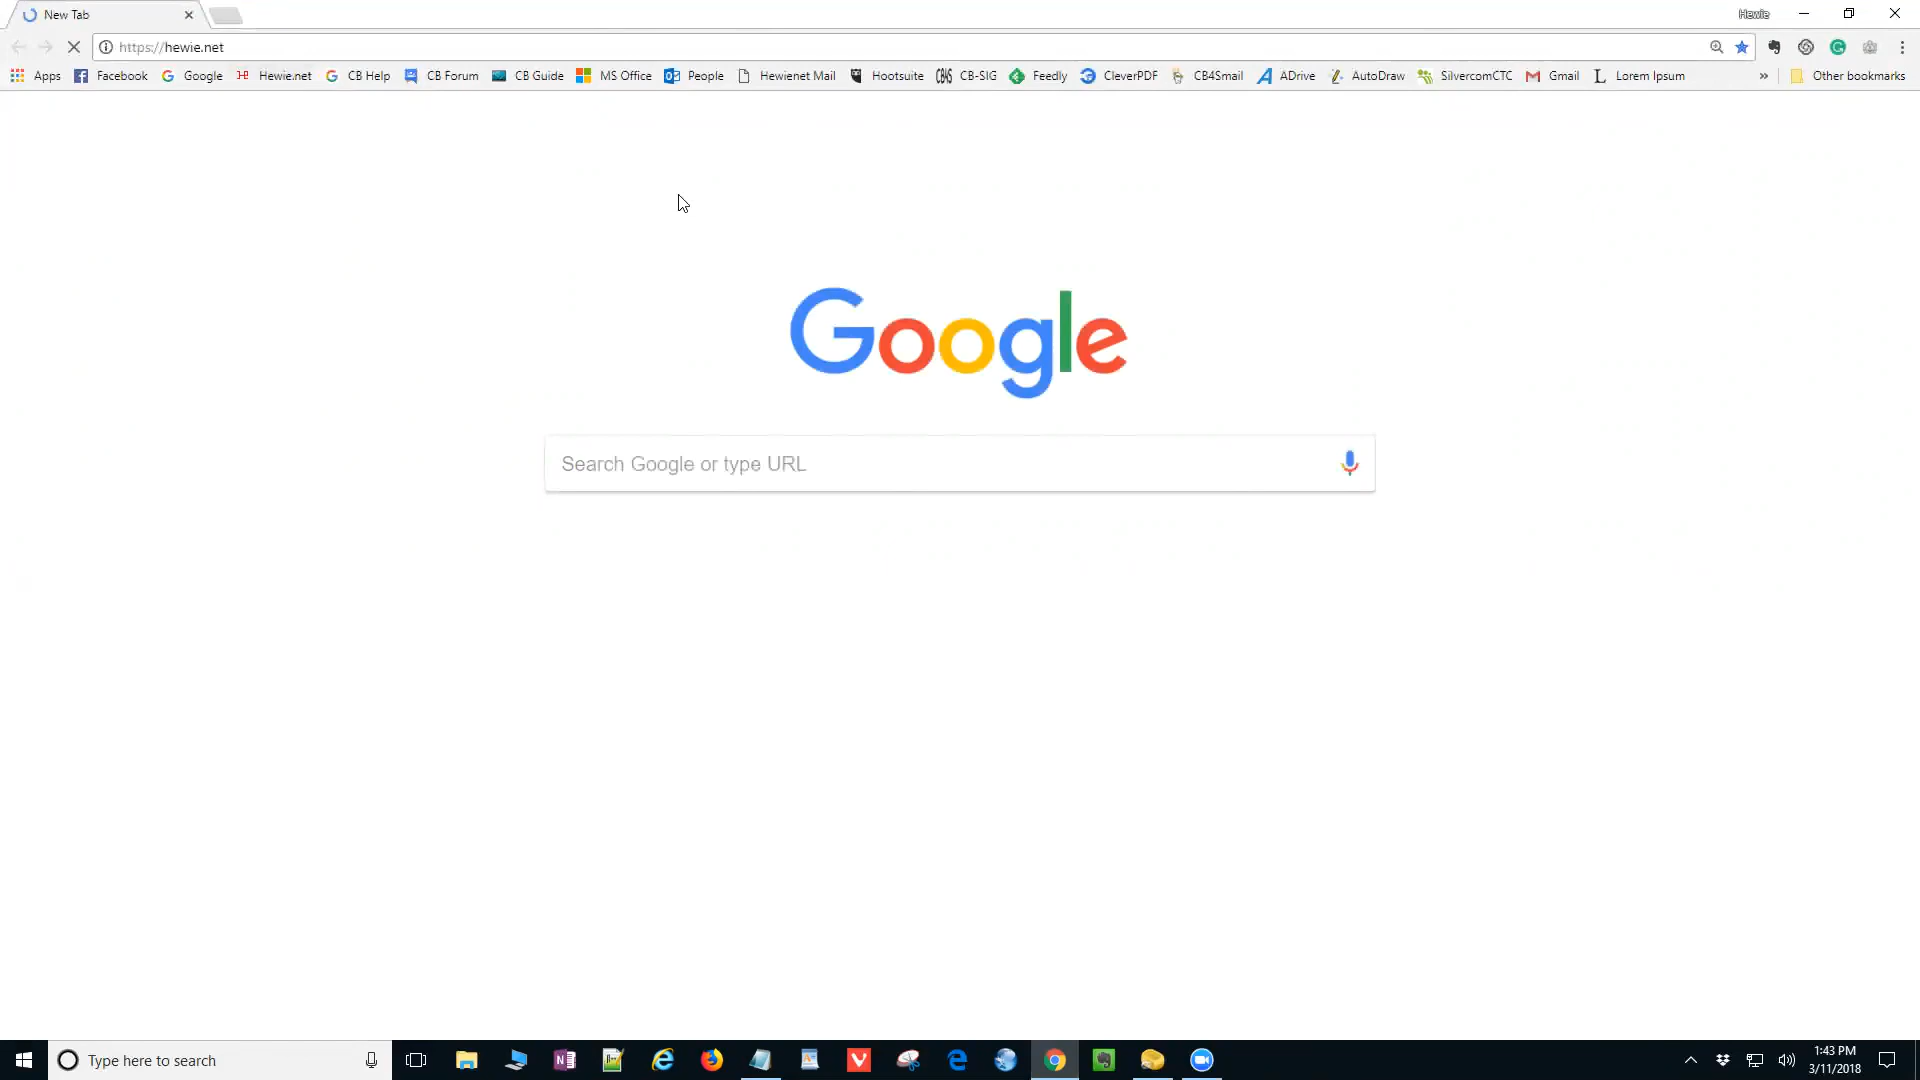 New Tab
Hewie
https://hewie.net
Apps Facebook Google Hewie.net CB Help CB Forum CB Guide MS Office People Hewienet Mail Hootsuite CB-SIG Feedly CleverPDF CB4Smail ADrive AutoDraw SilvercomCTC Gmail Lorem Ipsum » Other bookmarks
Google
Search Google or type URL
Type here to search
1:43 PM
3/11/2018